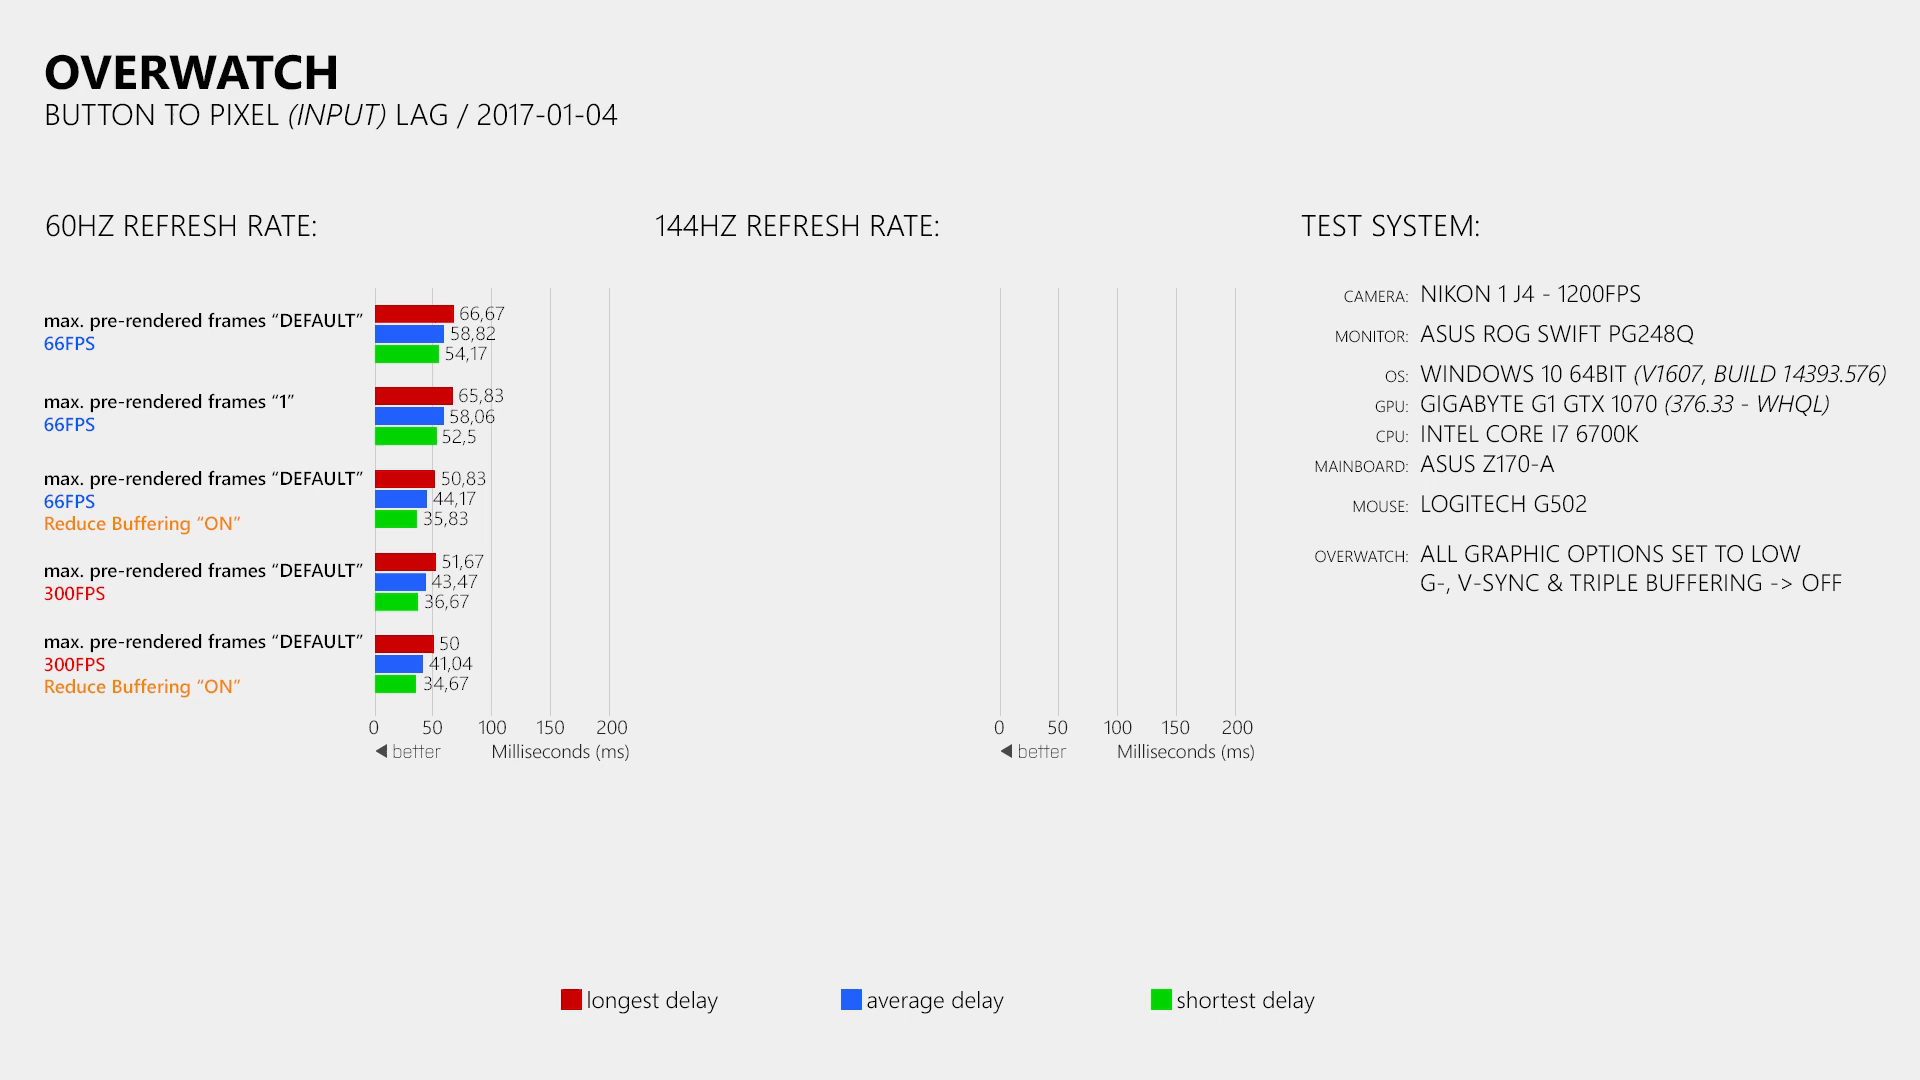 OVERWATCH
BUTTON TO PIXEL (INPUT) LAG / 2017-01-04
60HZ REFRESH RATE:
max. pre-rendered frames “DEFAULT”
66FPS
66,67
58,82
54,17
max. pre-rendered frames “1”
66FPS
65,83
58,06
52,5
max. pre-rendered frames “DEFAULT”
66FPS
Reduce Buffering “ON”
50,83
44,17
35,83
max. pre-rendered frames “DEFAULT”
300FPS
51,67
43,47
36,67
max. pre-rendered frames “DEFAULT”
300FPS
Reduce Buffering “ON”
50
41,04
34,67
0 50 100 150 200
◀ better Milliseconds (ms)
144HZ REFRESH RATE:
0 50 100 150 200
◀ better Milliseconds (ms)
TEST SYSTEM:
CAMERA: NIKON 1 J4 - 1200FPS
MONITOR: ASUS ROG SWIFT PG248Q
OS: WINDOWS 10 64BIT (V1607, BUILD 14393.576)
GPU: GIGABYTE G1 GTX 1070 (376.33 - WHQL)
CPU: INTEL CORE I7 6700K
MAINBOARD: ASUS Z170-A
MOUSE: LOGITECH G502
OVERWATCH: ALL GRAPHIC OPTIONS SET TO LOW
G-, V-SYNC & TRIPLE BUFFERING -> OFF
longest delay average delay shortest delay